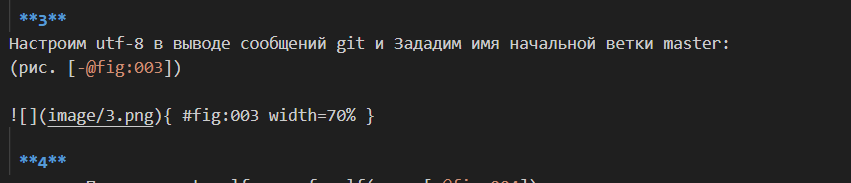 **3**
Настроим utf-8 в выводе сообщений git и Зададим имя начальной ветки master:
(рис. [-@fig:003])
![](image/3.png){ #fig:003 width=70% }
**4**